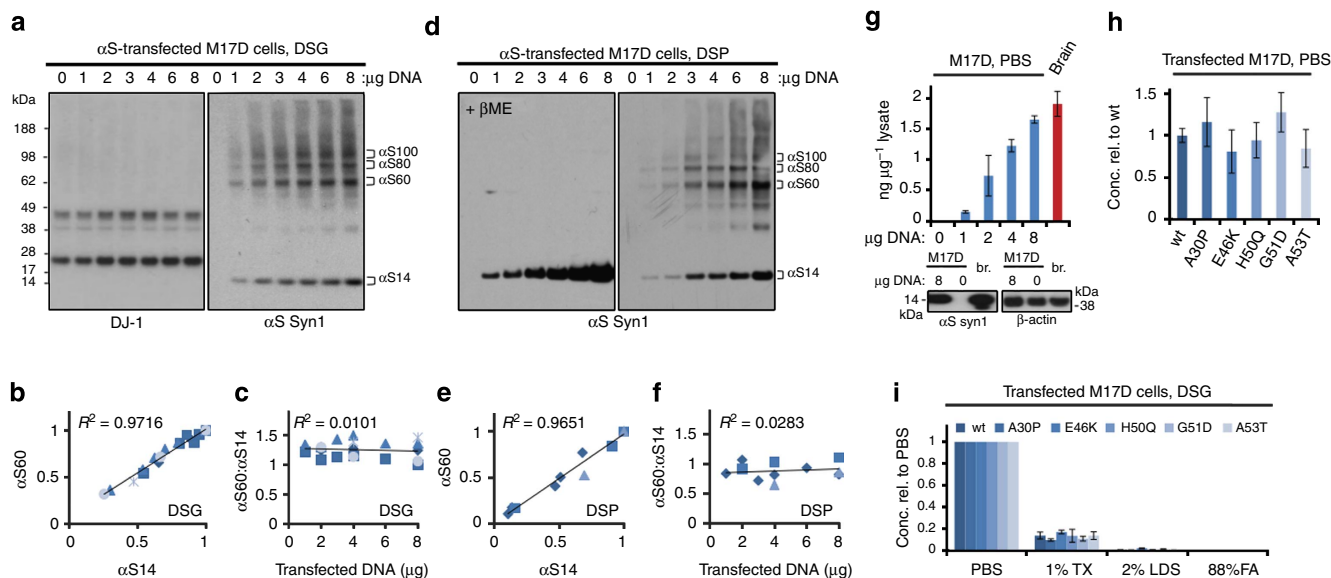 a
αS-transfected M17D cells, DSG
0 1 2 3 4 6 8 :μg DNA
0 1 2 3 4 6 8 :μg DNA
kDa
188
98
62
49
38
28
17
14
αS100
αS80
αS60
αS14
DJ-1
αS Syn1
d
αS-transfected M17D cells, DSP
0 1 2 3 4 6 8
0 1 2 3 4 6 8 :μg DNA
+ βME
αS100
αS80
αS60
αS14
αS Syn1
g
M17D, PBS
Brain
ng μg⁻¹ lysate
2
1.5
1
0.5
0
μg DNA: 0 1 2 4 8
M17D br. M17D br.
μg DNA: 8 0 8 0
14 -
kDa
kDa
-38
αS syn1
β-actin
h
Transfected M17D, PBS
Conc. rel. to wt
1.5
1
0.5
0
wt A30P E46K H50Q G51D A53T
b
R² = 0.9716
αS60
1
0.5
0
DSG
0 1
αS14
c
R² = 0.0101
αS60:αS14
1.5
1
0.5
0
DSG
0 2 4 6 8
Transfected DNA (μg)
e
R² = 0.9651
αS60
1
0.5
0
DSP
0 1
αS14
f
R² = 0.0283
αS60:αS14
1.5
1
0.5
0
DSP
0 2 4 6 8
Transfected DNA (μg)
i
Transfected M17D cells, DSG
wt A30P E46K H50Q G51D A53T
Conc. rel. to PBS
1
0.8
0.6
0.4
0.2
0
PBS 1% TX 2% LDS 88%FA